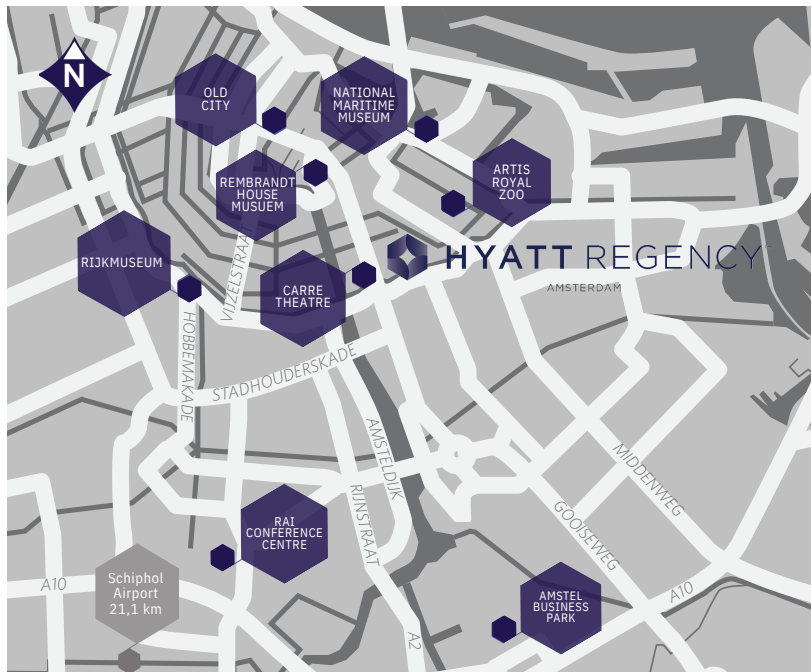 N
OLD
CITY
NATIONAL
MARITIME
MUSEUM
REMBRANDT
HOUSE
MUSUEM
ARTIS
ROYAL
ZOO
RIJKMUSEUM
VIJZELSTRAAT
CARRE
THEATRE
HYATT REGENCY
AMSTERDAM
HOBBEMAKADE
STADHOUDERSKADE
AMSTELDIJK
RIJNSTRAAT
MIDDENWEG
GOOISEWEG
RAI
CONFERENCE
CENTRE
A10
Schiphol
Airport
21,1 km
AMSTEL
BUSINESS
PARK
A10
A2